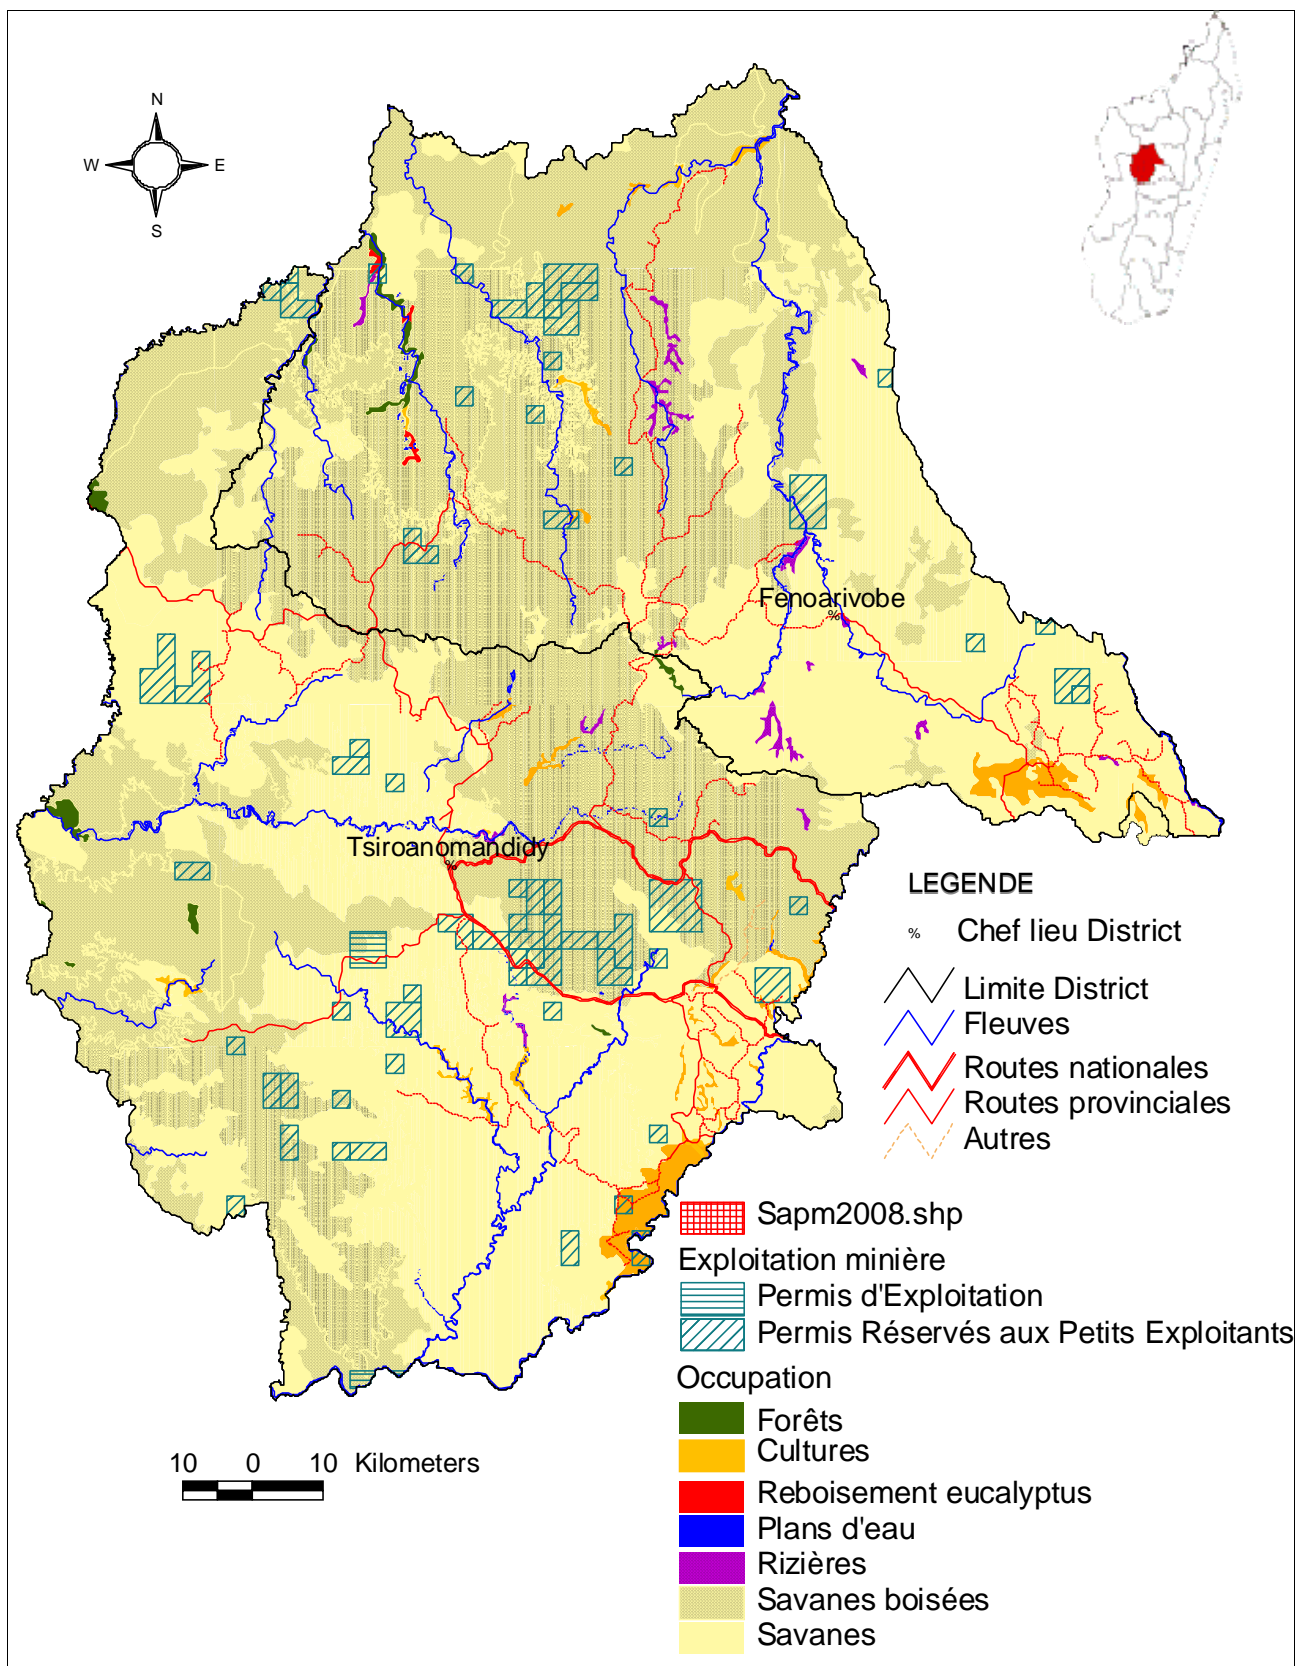 N
W E
S
Fenoarivobe
%
Tsiroanomandidy
%
LEGENDE
% Chef lieu District
Limite District
Fleuves
Routes nationales
Routes provinciales
Autres
Sapm2008.shp
Exploitation minière
Permis d'Exploitation
Permis Réservés aux Petits Exploitants
Occupation
Forêts
Cultures
Reboisement eucalyptus
Plans d'eau
Rizières
Savanes boisées
Savanes
10 0 10 Kilometers